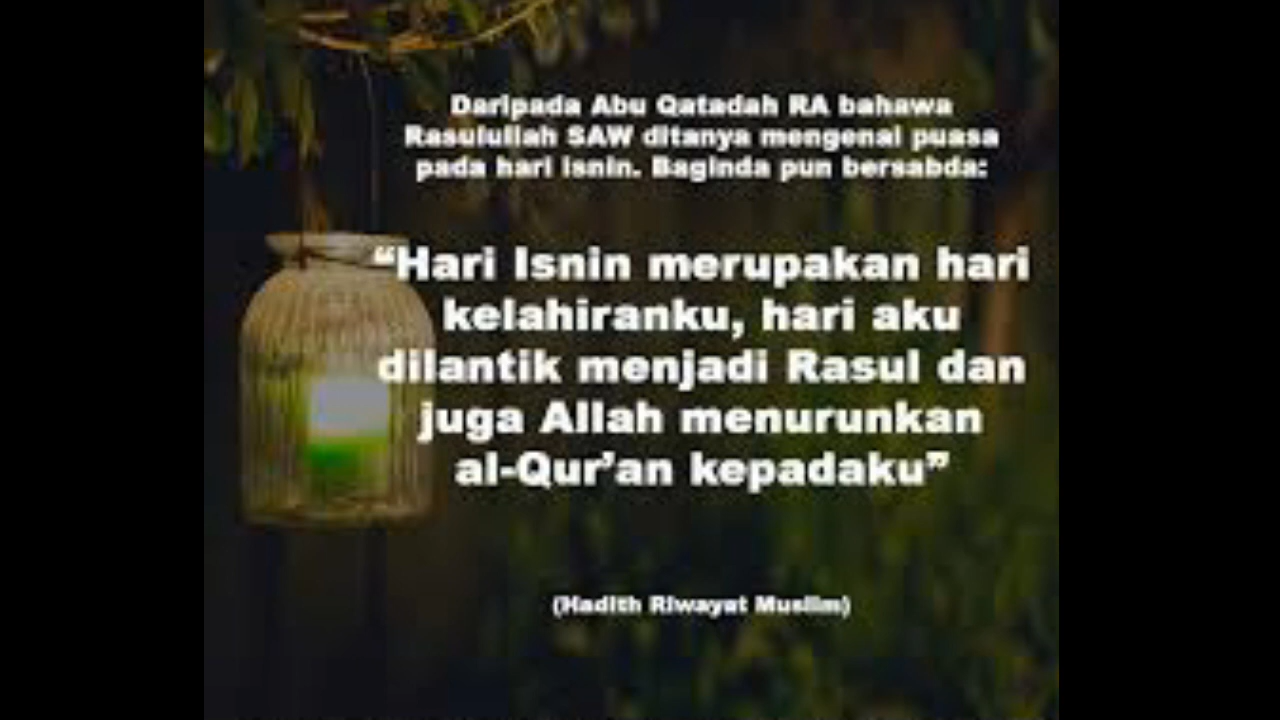 Daripada Abu Qatadah RA bahawa
Rasulullah SAW ditanya mengenai puasa
pada hari Isnin. Baginda pun bersabda:
“Hari Isnin merupakan hari
kelahiranku, hari aku
dilantik menjadi Rasul dan
juga Allah menurunkan
al-Qur’an kepadaku”
(Hadith Riwayat Muslim)